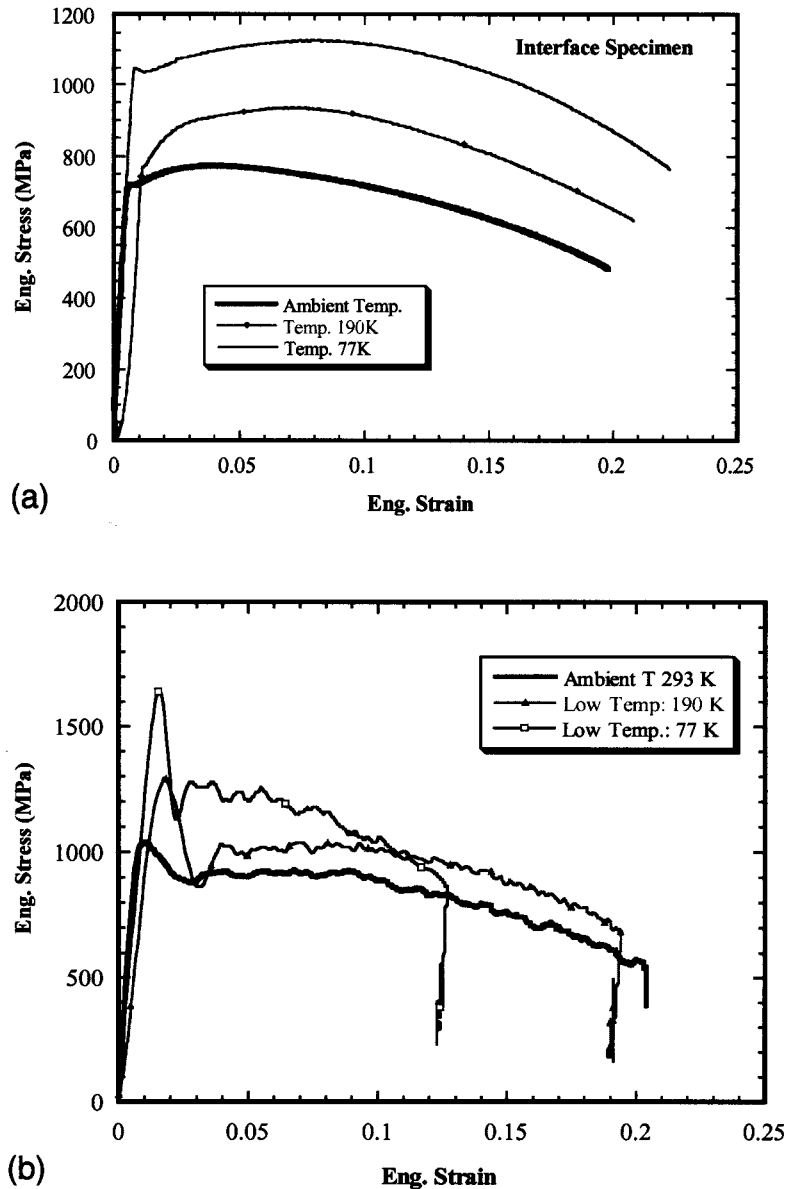 1200
1000
800
600
400
200
0
Eng. Stress (MPa)
Interface Specimen
Ambient Temp.
Temp. 190K
Temp. 77K
0
0.05
0.1
0.15
0.2
0.25
Eng. Strain
(a)
2000
1500
1000
500
0
Eng. Stress (MPa)
Ambient T 293 K
Low Temp: 190 K
Low Temp.: 77 K
0
0.05
0.1
0.15
0.2
0.25
Eng. Strain
(b)